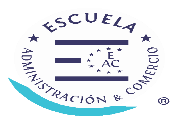 ESCUELA
E
AC
ADMINISTRACIÓN & COMERCIO
®